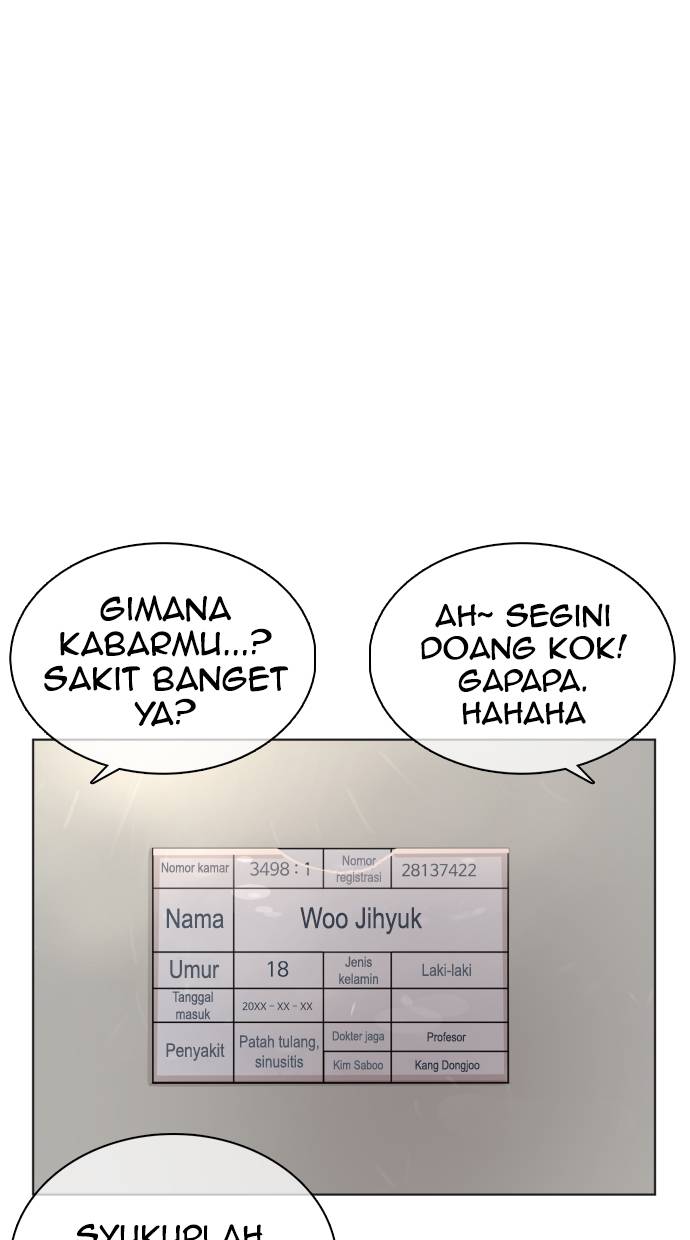 GIMANA
KABARMU...?
SAKIT BANGET
YA?
AH~ SEGINI
DOANG KOK!
GAPAPA.
HAHAHA
Nomor kamar
3498 : 1
Nomor
registrasi
28137422
Nama
Woo Jihyuk
Umur
18
Jenis
kelamin
Laki-laki
Tanggal
masuk
20XX - XX - XX
Penyakit
Patah tulang,
sinusitis
Dokter jaga
Profesor
Kim Saboo
Kang Dongjoo
SYUKURLAH